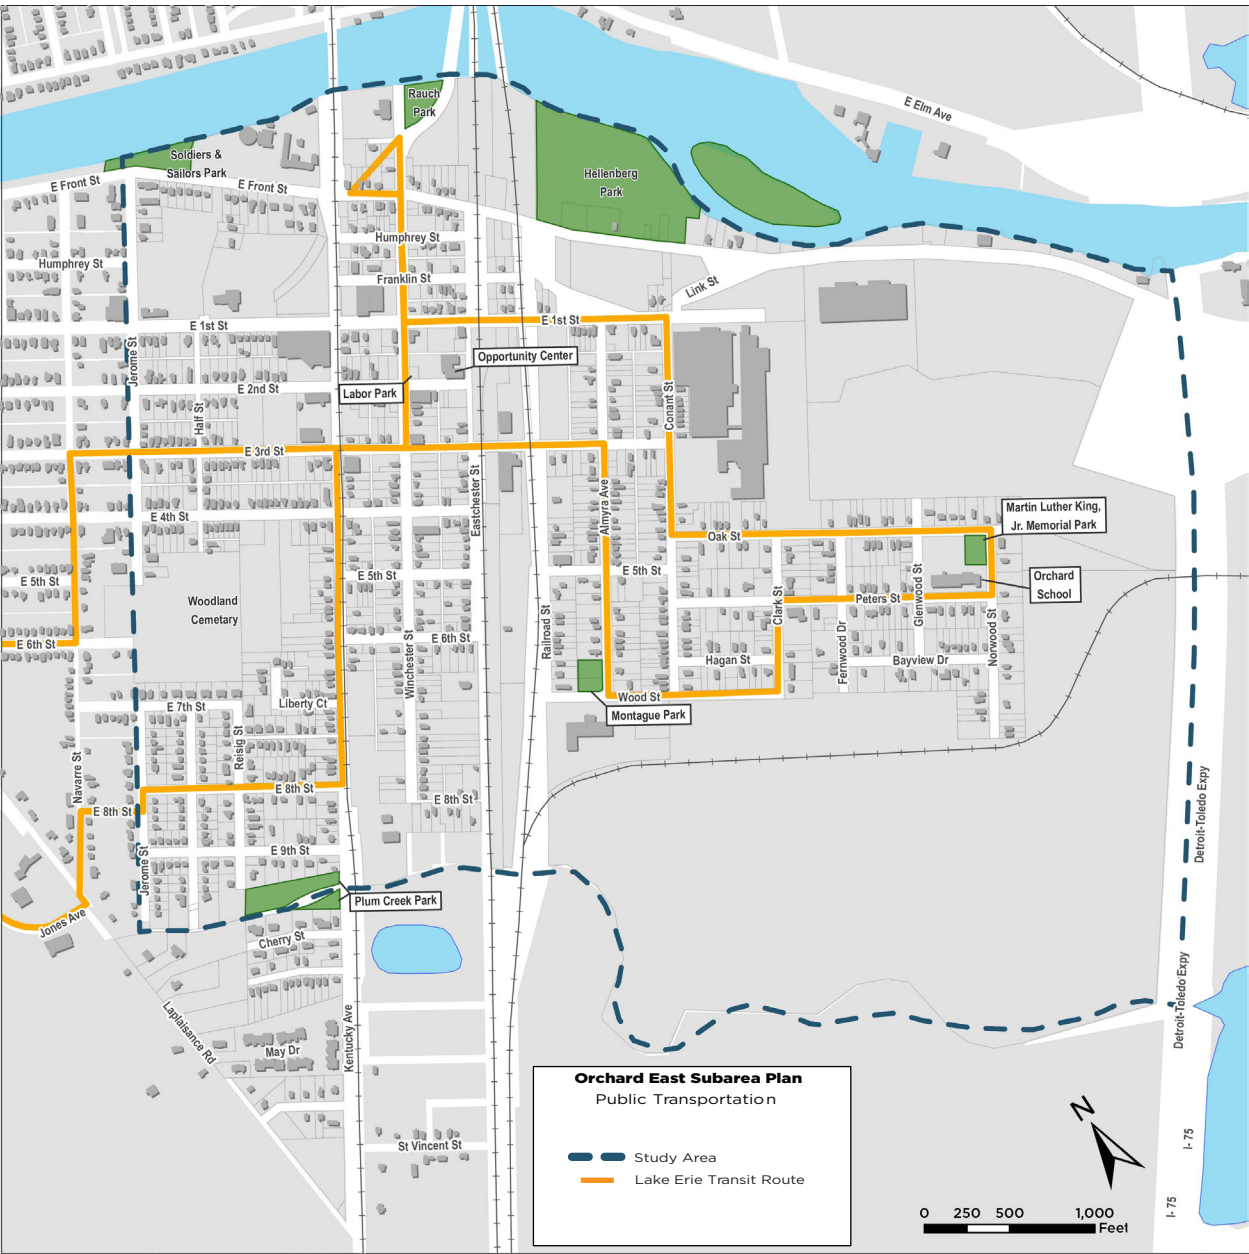 Rauch
Park
E Elm Ave
Soldiers &
Sailors Park
E Front St
E Front St
Hellenberg
Park
Humphrey St
Humphrey St
Franklin St
Link St
E 1st St
E 1st St
Jerome St
Opportunity Center
Labor Park
E 2nd St
Half St
Conant St
E 3rd St
Eastchester St
Almyra Ave
Martin Luther King,
Jr. Memorial Park
E 4th St
Oak St
E 5th St
E 5th St
E 5th St
Orchard
School
Woodland
Cemetary
Clark St
Peters St
Glenwood St
Railroad St
Fernwood Dr
Norwood St
E 6th St
E 6th St
Winchester St
Hagan St
Bayview Dr
Wood St
Montague Park
E 7th St
Liberty Ct
Reisig St
Navarre St
E 8th St
E 8th St
E 8th St
Detroit-Toledo Expy
E 9th St
Jerome St
Plum Creek Park
Jones Ave
Cherry St
Laplaisance Rd
Kentucky Ave
May Dr
Detroit-Toledo Expy
Orchard East Subarea Plan
Public Transportation
Study Area
Lake Erie Transit Route
St Vincent St
N
I- 75
I- 75
0 250 500 1,000
Feet